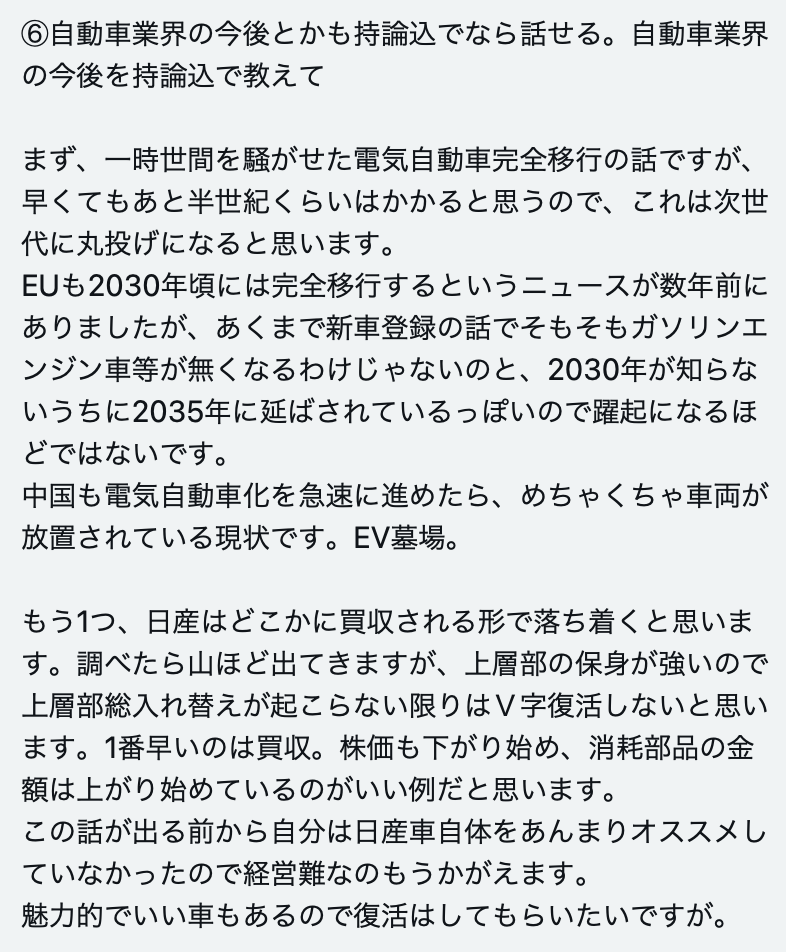 ⑥自動車業界の今後とかも持論込でなら話せる。自動車業界
の今後を持論込で教えて
まず、一時世間を騒がせた電気自動車完全移行の話ですが、
早くてもあと半世紀くらいはかかると思うので、これは次世
代に丸投げになると思います。
EUも2030年頃には完全移行するというニュースが数年前に
ありましたが、あくまで新車登録の話でそもそもガソリンエ
ンジン車等が無くなるわけじゃないのと、2030年が知らな
いうちに2035年に延ばされているっぽいので躍起になるほ
どではないです。
中国も電気自動車化を急速に進めたら、めちゃくちゃ車両が
放置されている現状です。EV墓場。
もう1つ、日産はどこかに買収される形で落ち着くと思いま
す。調べたら山ほど出てきますが、上層部の保身が強いので
上層部総入れ替えが起こらない限りはV字復活しないと思い
ます。1番早いのは買収。株価も下がり始め、消耗部品の金
額は上がり始めているのがいい例だと思います。
この話が出る前から自分は日産車自体をあんまりオススメし
ていなかったので経営難なのもうかがえます。
魅力的でいい車もあるので復活はしてもらいたいですが。